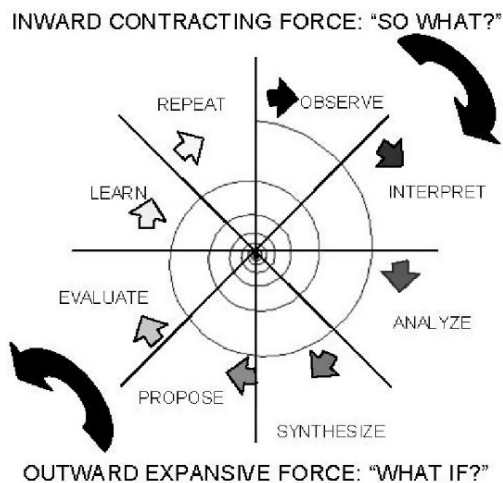 INWARD CONTRACTING FORCE: "SO WHAT?"
REPEAT
OBSERVE
LEARN
INTERPRET
EVALUATE
ANALYZE
PROPOSE
SYNTHESIZE
OUTWARD EXPANSIVE FORCE: "WHAT IF?"